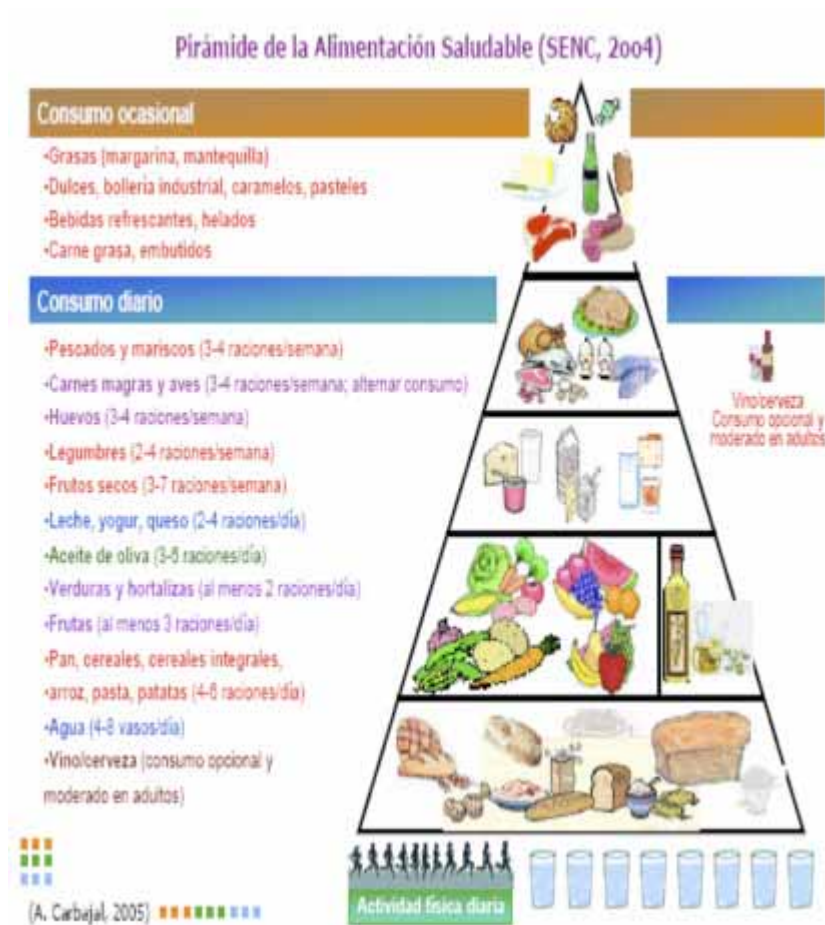 Pirámide de la Alimentación Saludable (SENC, 2004)
Consumo ocasional
•Grasas (margarina, mantequilla)
•Dulces, bollería industrial, caramelos, pasteles
•Bebidas refrescantes, helados
•Carne grasa, embutidos
Consumo diario
•Pescados y mariscos (3-4 raciones/semana)
•Carnes magras y aves (3-4 raciones/semana; alternar consumo)
•Huevos (3-4 raciones/semana)
•Legumbres (2-4 raciones/semana)
•Frutos secos (3-7 raciones/semana)
•Leche, yogur, queso (2-4 raciones/día)
•Aceite de oliva (3-6 raciones/día)
•Verduras y hortalizas (al menos 2 raciones/día)
•Frutas (al menos 3 raciones/día)
•Pan, cereales, cereales integrales,
•arroz, pasta, patatas (4-6 raciones/día)
•Agua (4-8 vasos/día)
•Vino/cerveza (consumo opcional y
moderado en adultos)
Vino/cerveza
Consumo opcional y
moderado en adultos
Actividad física diaria
(A. Carbajal, 2005)